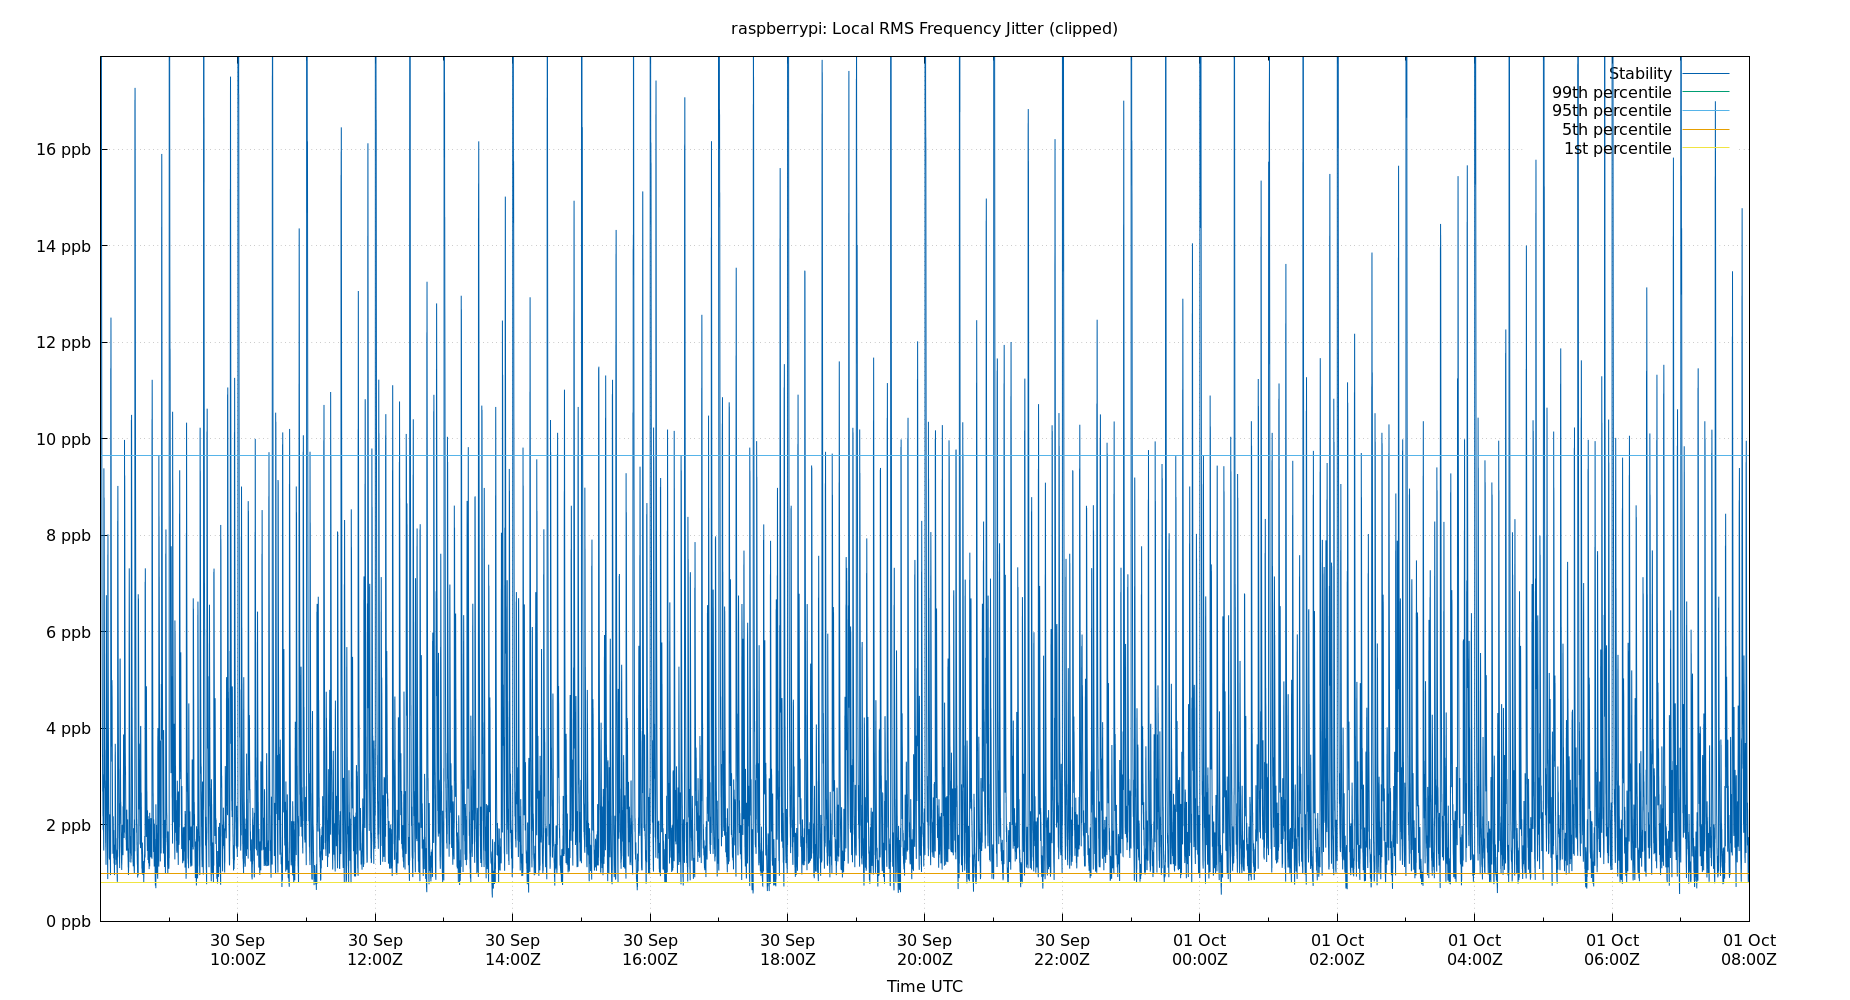 raspberrypi: Local RMS Frequency Jitter (clipped)
Stability
99th percentile
95th percentile
5th percentile
1st percentile
16 ppb
14 ppb
12 ppb
10 ppb
8 ppb
6 ppb
4 ppb
2 ppb
0 ppb
30 Sep 30 Sep 30 Sep 30 Sep 30 Sep 30 Sep 30 Sep 01 Oct 01 Oct 01 Oct 01 Oct 01 Oct
10:00Z 12:00Z 14:00Z 16:00Z 18:00Z 20:00Z 22:00Z 00:00Z 02:00Z 04:00Z 06:00Z 08:00Z
Time UTC